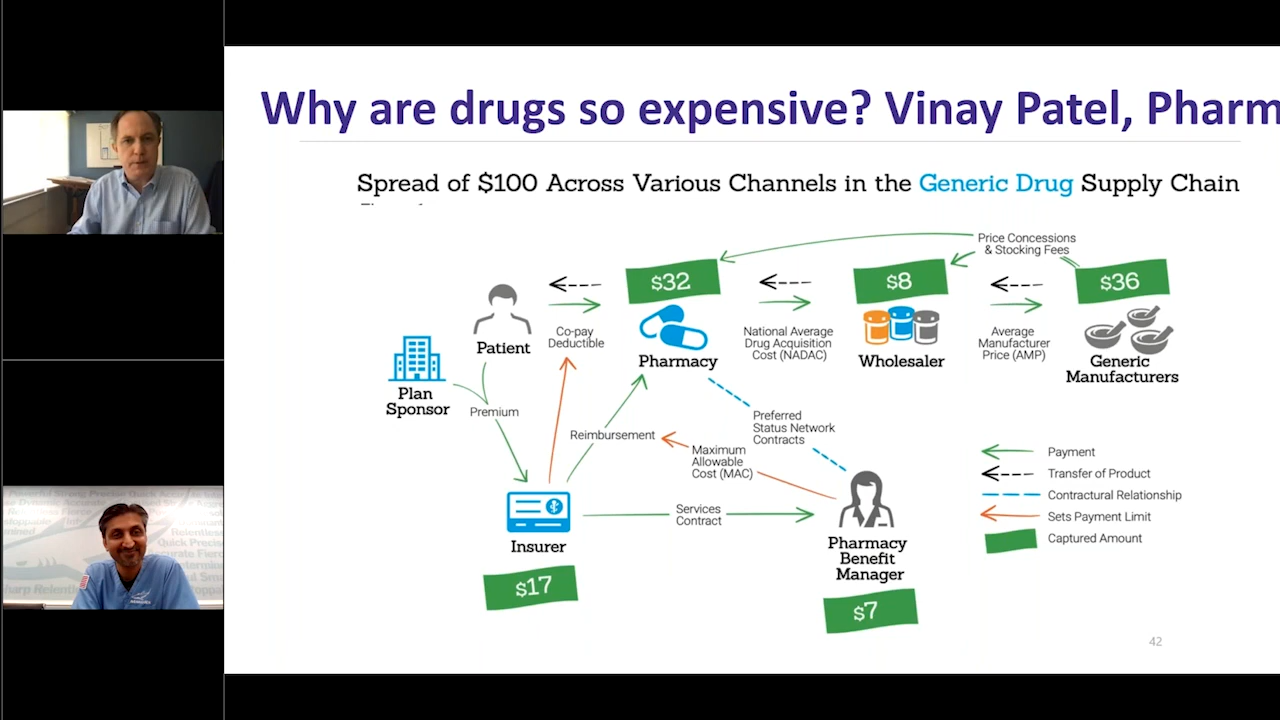 Why are drugs so expensive? Vinay Patel, Pharm
Spread of $100 Across Various Channels in the Generic Drug Supply Chain
Price Concessions
& Stocking Fees
$32
$8
$36
Patient
Co-pay
Deductible
Pharmacy
National Average
Drug Acquisition
Cost (NADAC)
Wholesaler
Average
Manufacturer
Price (AMP)
Generic
Manufacturers
Plan
Sponsor
Premium
Reimbursement
Maximum
Allowable
Cost (MAC)
Preferred
Status Network
Contracts
Services
Contract
Insurer
$17
Pharmacy
Benefit
Manager
$7
Payment
Transfer of Product
Contractural Relationship
Sets Payment Limit
Captured Amount
42